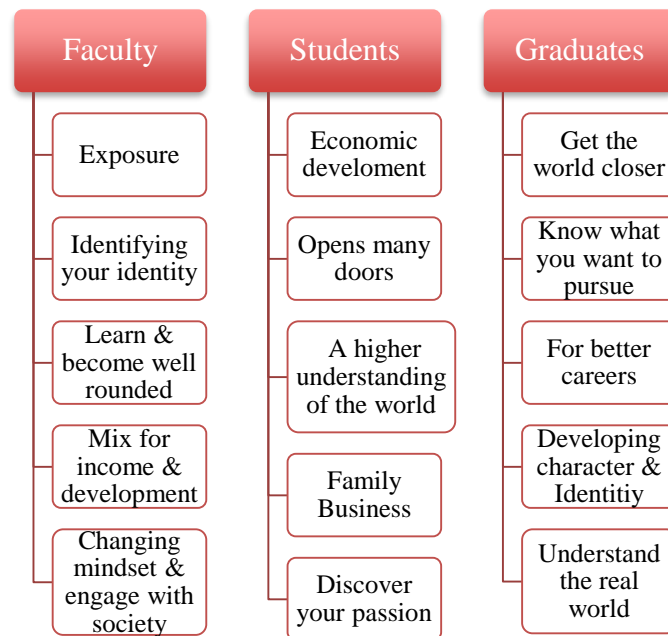 Faculty
Exposure
Identifying
your identity
Learn &
become well
rounded
Mix for
income &
development
Changing
mindset &
engage with
society
Students
Economic
develoment
Opens many
doors
A higher
understanding
of the world
Family
Business
Discover
your passion
Graduates
Get the
world closer
Know what
you want to
pursue
For better
careers
Developing
character &
Identitiy
Understand
the real
world